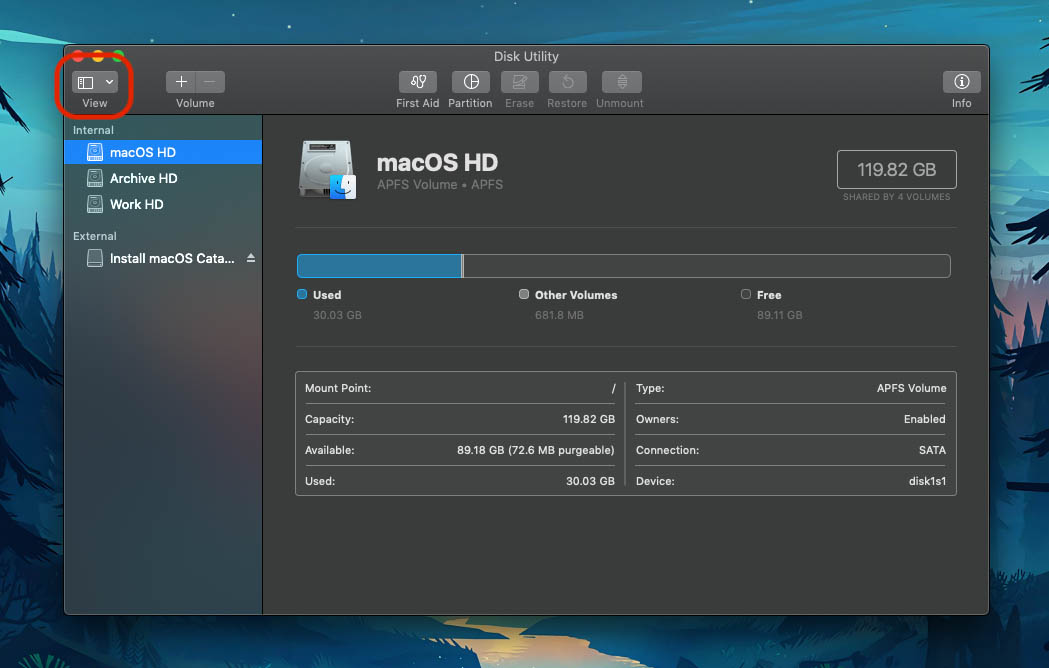 Disk Utility
View
Volume
First Aid
Partition
Erase
Restore
Unmount
Info
Internal
macOS HD
Archive HD
Work HD
External
Install macOS Cata...
macOS HD
APFS Volume • APFS
119.82 GB
SHARED BY 4 VOLUMES
Used
30.03 GB
Other Volumes
681.8 MB
Free
89.11 GB
Mount Point: /
Capacity: 119.82 GB
Available: 89.18 GB (72.6 MB purgeable)
Used: 30.03 GB
Type: APFS Volume
Owners: Enabled
Connection: SATA
Device: disk1s1